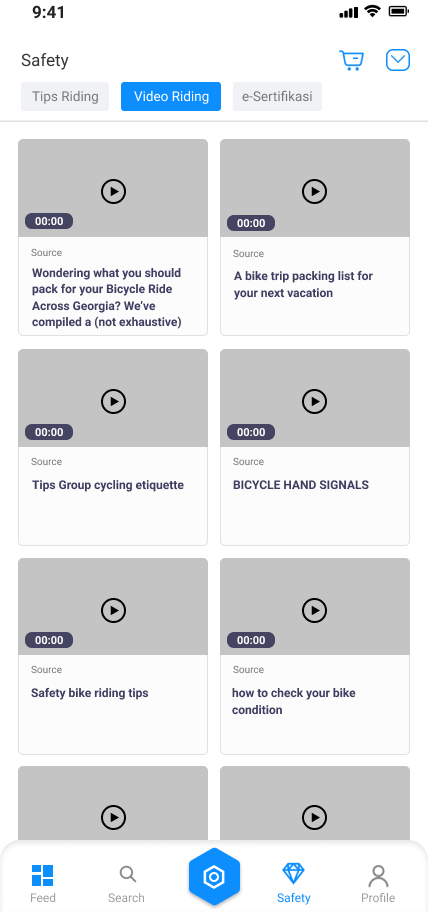 9:41
Safety
Tips Riding
Video Riding
e-Sertifikasi
00:00
00:00
Source
Source
Wondering what you should
pack for your Bicycle Ride
Across Georgia? We've
compiled a (not exhaustive)
A bike trip packing list for
your next vacation
00:00
00:00
Source
Source
Tips Group cycling etiquette
BICYCLE HAND SIGNALS
00:00
00:00
Source
Source
Safety bike riding tips
how to check your bike
condition
Feed
Search
Safety
Profile